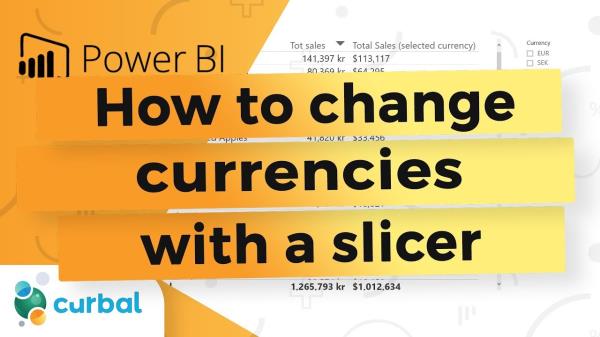 Power BI
Tot sales Total Sales (selected currency)
Currency
141,397 kr $113,117
EUR
80,369 kr $64,295
SEK
How to change
41,820 kr $33,456
currencies
with a slicer
1,265,793 kr $1,012,634
curbal